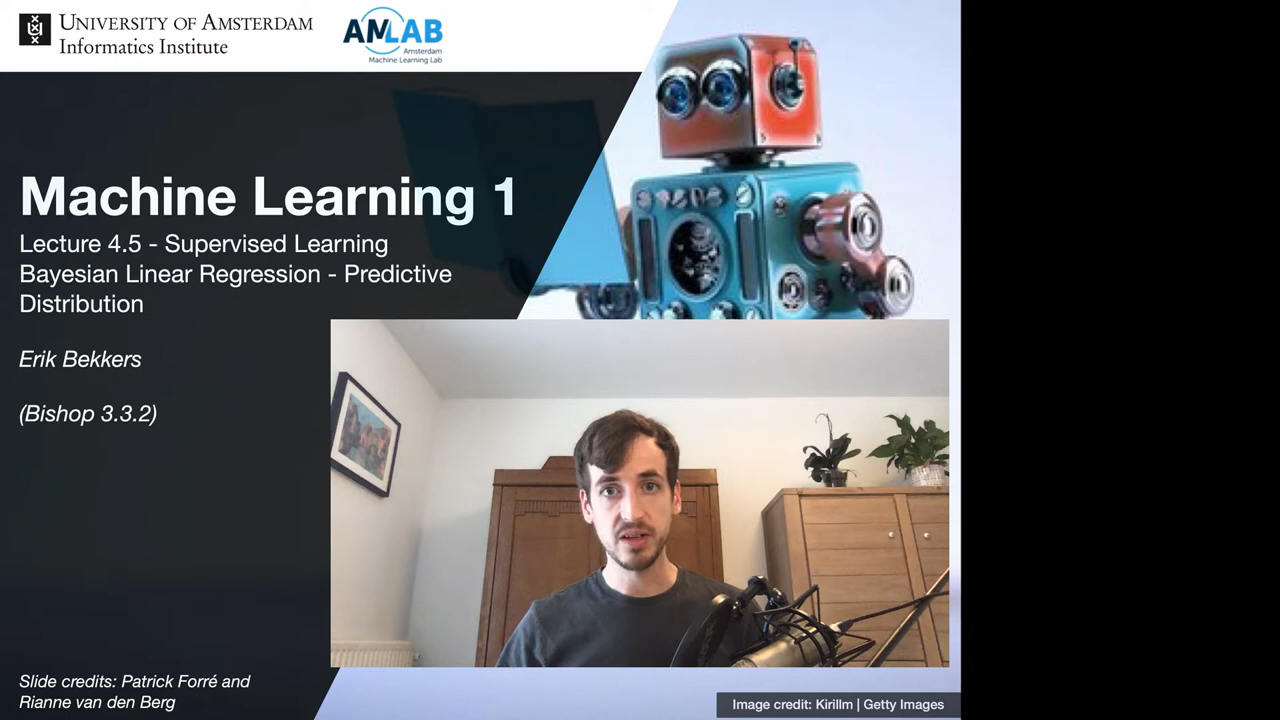 UNIVERSITY OF AMSTERDAM
Informatics Institute
AMLAB
Amsterdam
Machine Learning Lab
Machine Learning 1
Lecture 4.5 - Supervised Learning
Bayesian Linear Regression - Predictive
Distribution
Erik Bekkers
(Bishop 3.3.2)
Slide credits: Patrick Forré and
Rianne van den Berg
Image credit: Kirillm | Getty Images